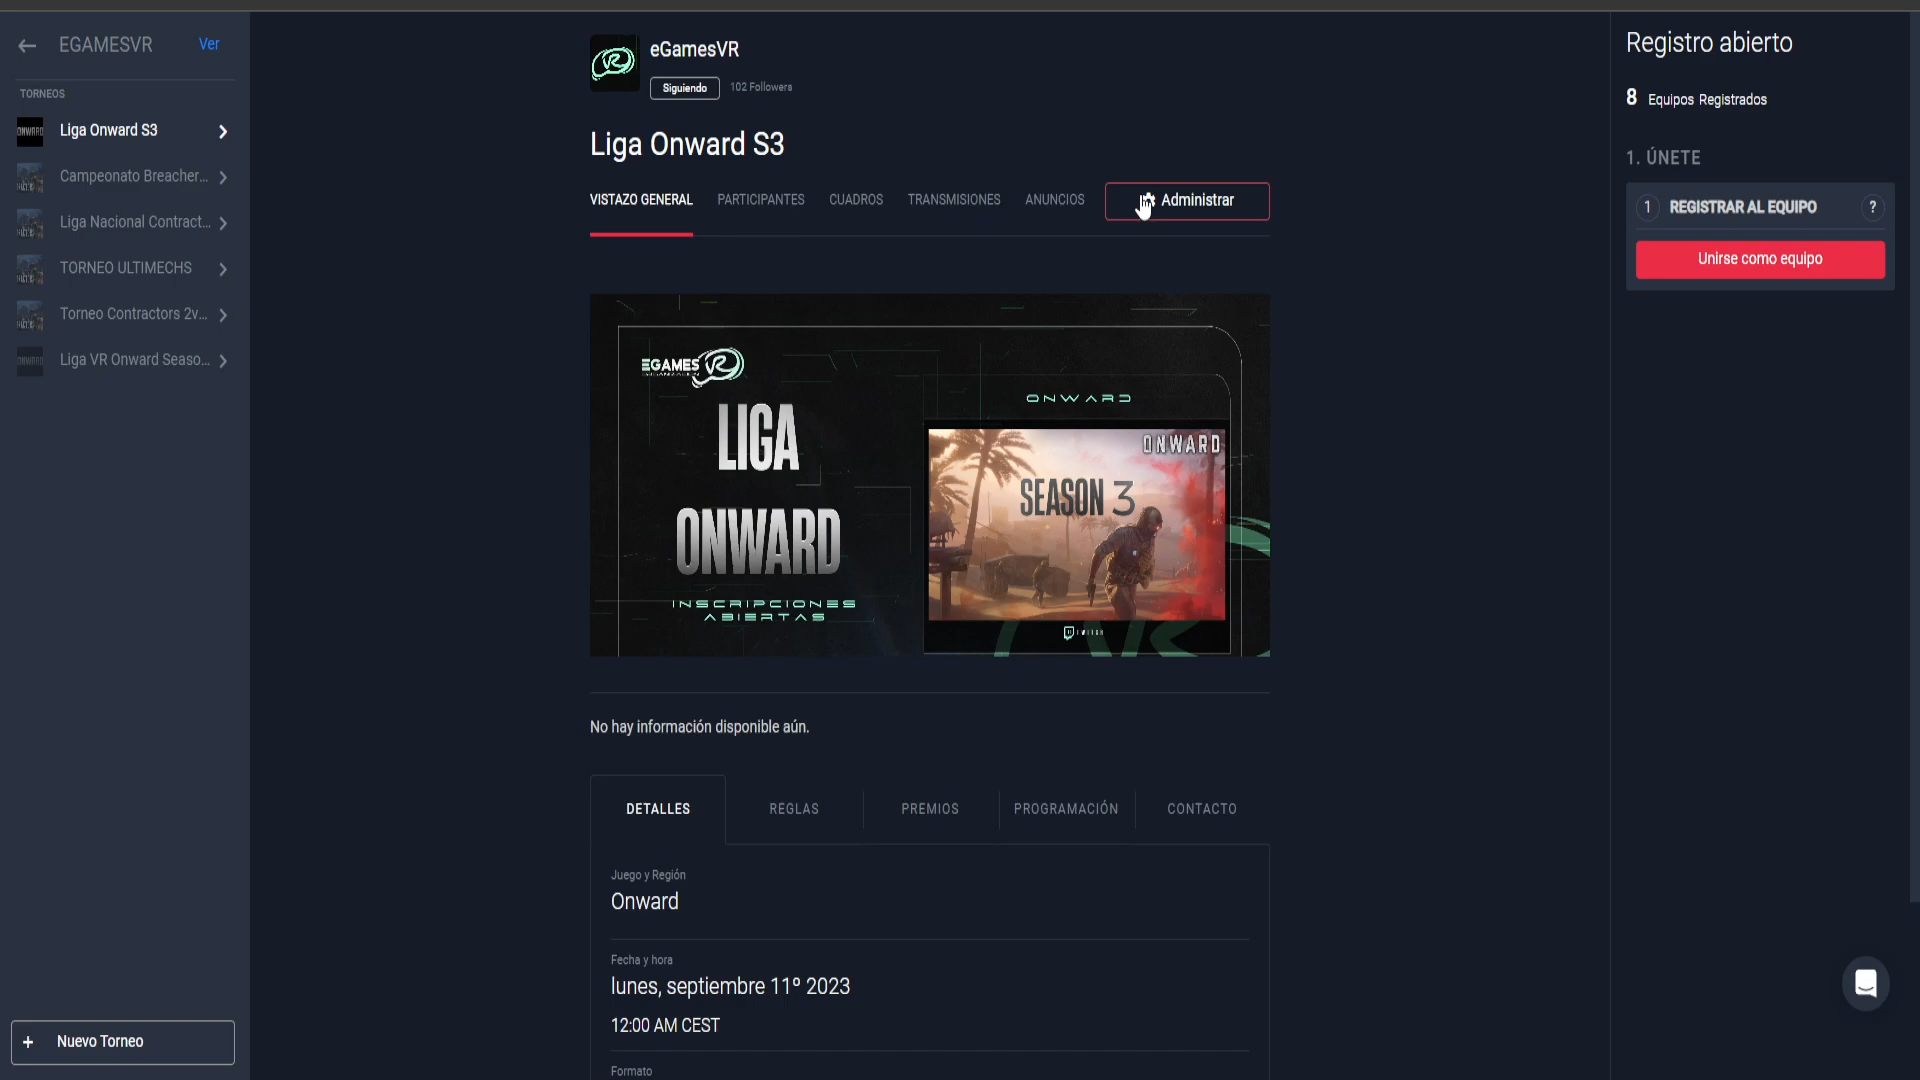 EGAMESVR
Ver
TORNEOS
Liga Onward S3
Campeonato Breacher...
Liga Nacional Contract...
TORNEO ULTIMECHS
Torneo Contractors 2v...
Liga VR Onward Seaso...
+ Nuevo Torneo
eGamesVR
Siguiendo
102 Followers
Liga Onward S3
VISTAZO GENERAL
PARTICIPANTES
CUADROS
TRANSMISIONES
ANUNCIOS
Administrar
EGAMES VR
LIGA
ONWARD
INSCRIPCIONES
ABIERTAS
ONWARD
ONWARD
SEASON 3
TWITCH
No hay información disponible aún.
DETALLES
REGLAS
PREMIOS
PROGRAMACIÓN
CONTACTO
Juego y Región
Onward
Fecha y hora
lunes, septiembre 11º 2023
12:00 AM CEST
Formato
Registro abierto
8 Equipos Registrados
1. ÚNETE
1 REGISTRAR AL EQUIPO ?
Unirse como equipo